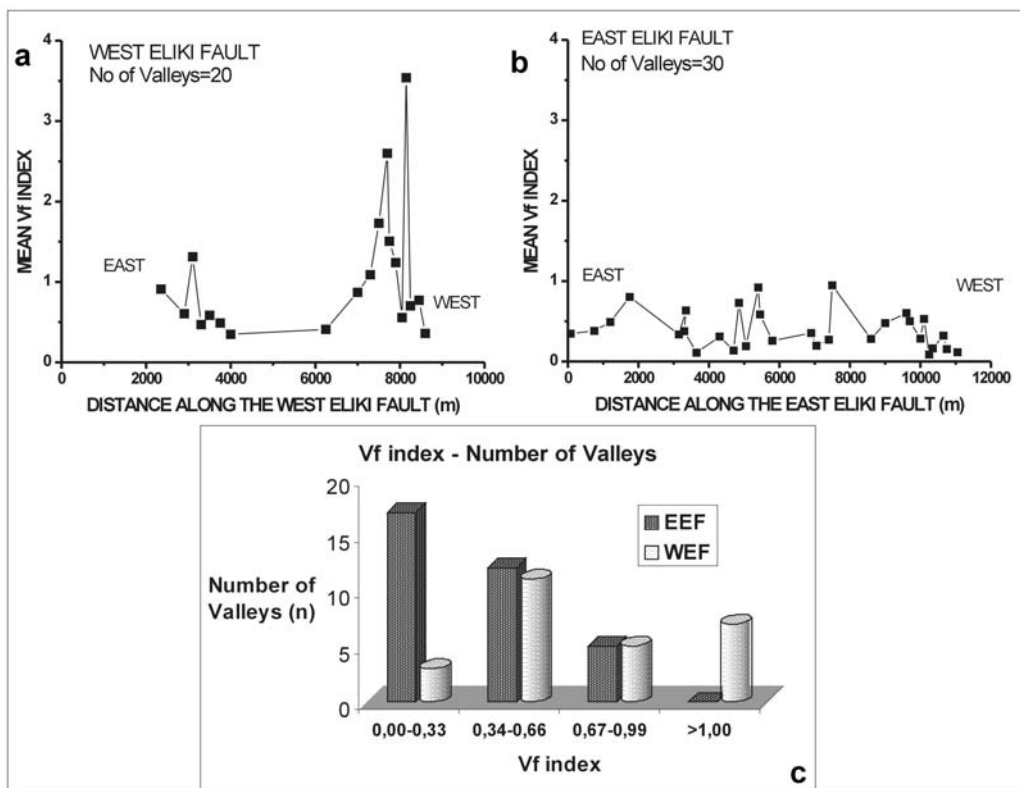 a
WEST ELIKI FAULT
No of Valleys=20
4
3
2
1
0
MEAN Vf INDEX
EAST
WEST
0
2000
4000
6000
8000
10000
DISTANCE ALONG THE WEST ELIKI FAULT (m)
b
EAST ELIKI FAULT
No of Valleys=30
4
3
2
1
0
MEAN Vf INDEX
EAST
WEST
0
2000
4000
6000
8000
10000
12000
DISTANCE ALONG THE EAST ELIKI FAULT (m)
Vf index - Number of Valleys
20
15
10
5
0
Number of
Valleys (n)
EEF
WEF
0,00-0,33
0,34-0,66
0,67-0,99
>1,00
Vf index
c